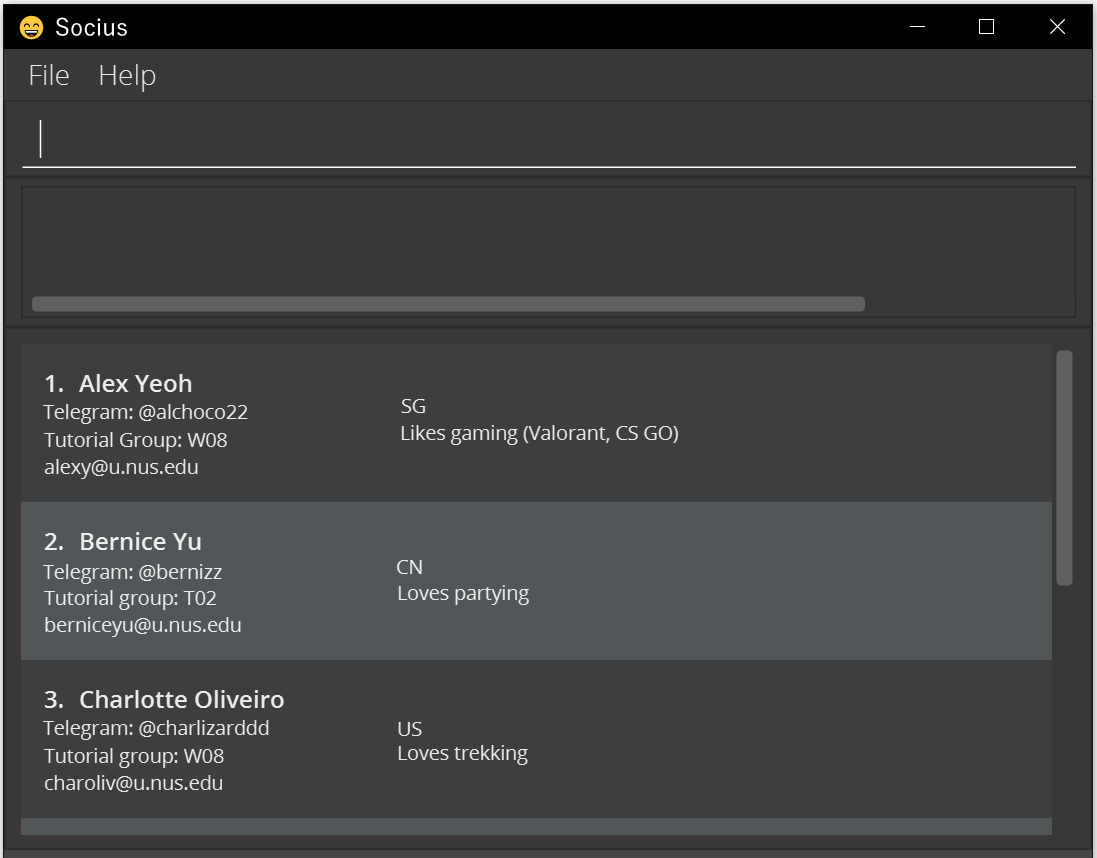 Socius
File Help
1. Alex Yeoh
Telegram: @alchoco22
Tutorial Group: W08
alexy@u.nus.edu
SG
Likes gaming (Valorant, CS GO)
2. Bernice Yu
Telegram: @bernizz
Tutorial group: T02
berniceyu@u.nus.edu
CN
Loves partying
3. Charlotte Oliveiro
Telegram: @charlizarddd
Tutorial group: W08
charoliv@u.nus.edu
US
Loves trekking